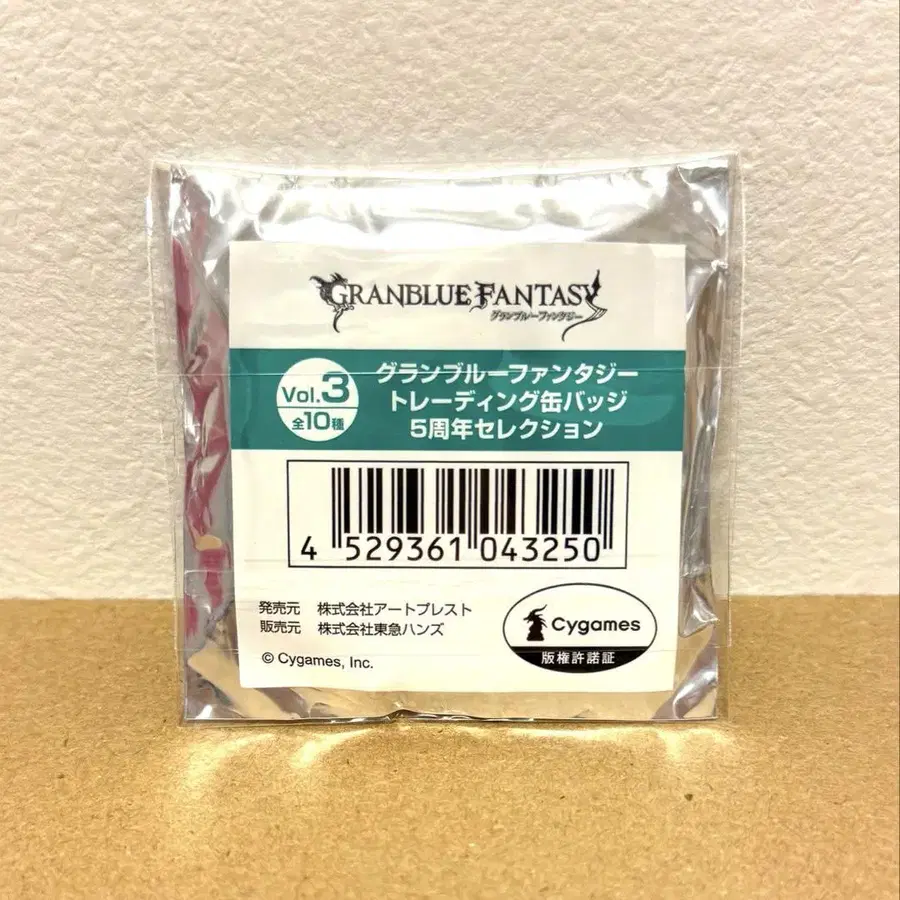 GRANBLUE FANTASY
グランブルーファンタジー
Vol.3
全10種
グランブルーファンタジー
トレーディング缶バッジ
5周年セレクション
4 529361 043250
発売元 株式会社アートプレスト
販売元 株式会社東急ハンズ
© Cygames, Inc.
Cygames
版権許諾証